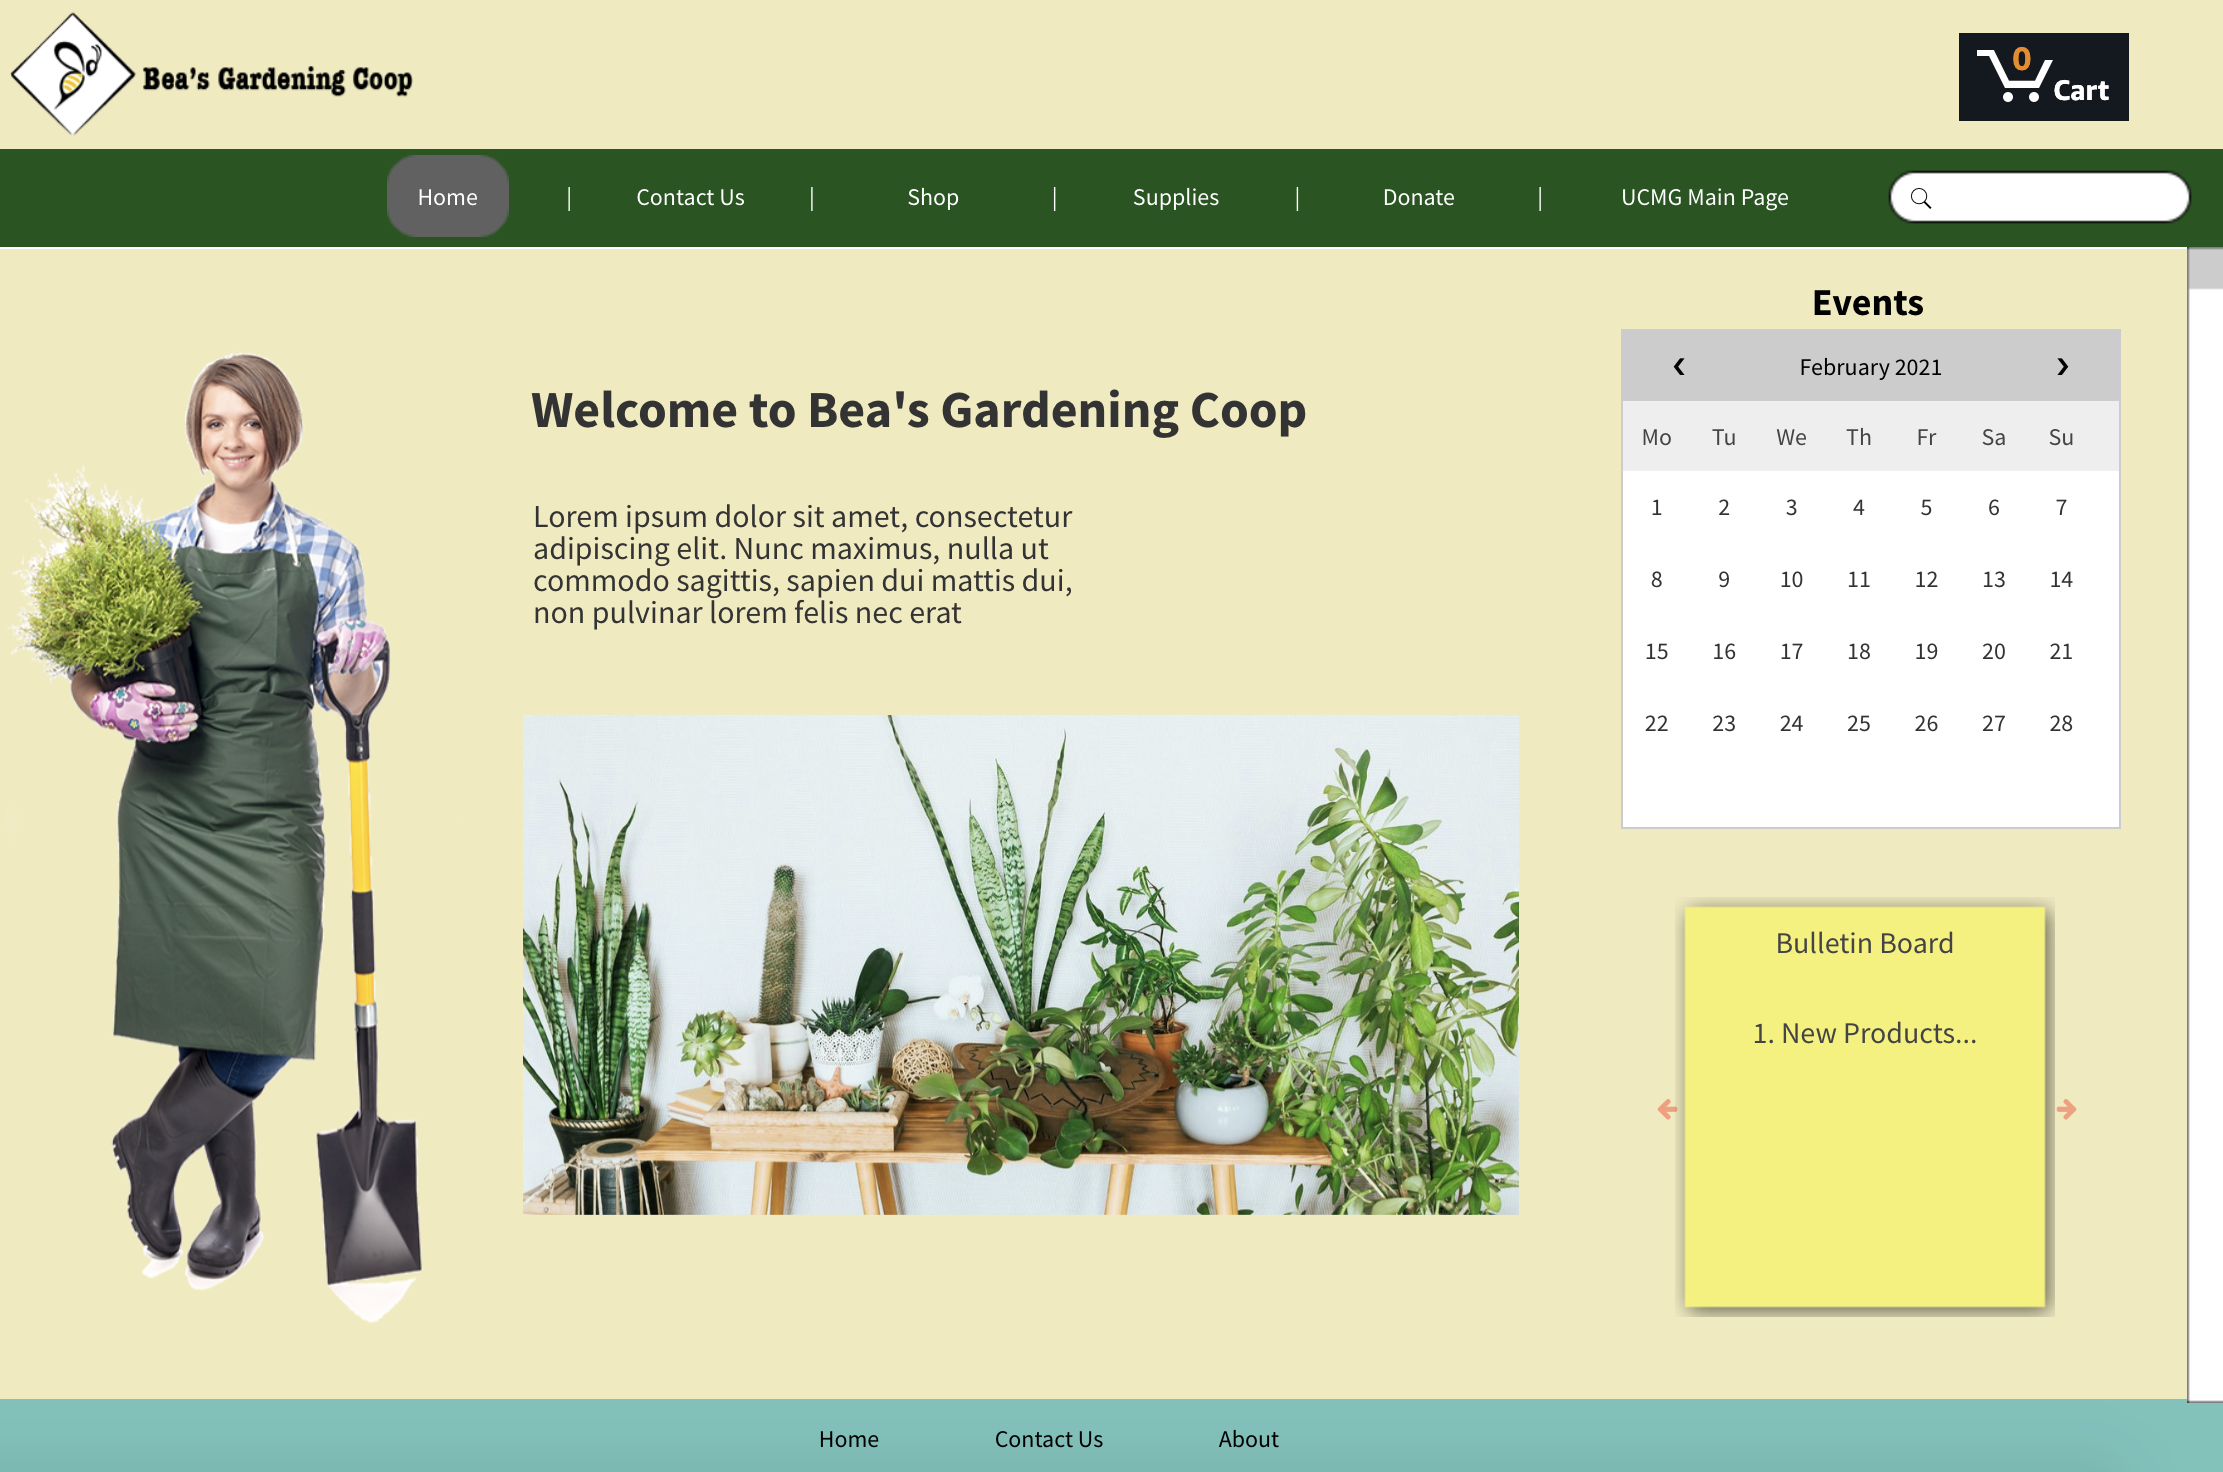 Bea's Gardening Coop
0
Cart
Home | Contact Us | Shop | Supplies | Donate | UCMG Main Page
Events
❮ February 2021 ❯
Mo Tu We Th Fr Sa Su
1 2 3 4 5 6 7
8 9 10 11 12 13 14
15 16 17 18 19 20 21
22 23 24 25 26 27 28
Welcome to Bea's Gardening Coop
Lorem ipsum dolor sit amet, consectetur
adipiscing elit. Nunc maximus, nulla ut
commodo sagittis, sapien dui mattis dui,
non pulvinar lorem felis nec erat
Bulletin Board
1. New Products...
Home Contact Us About